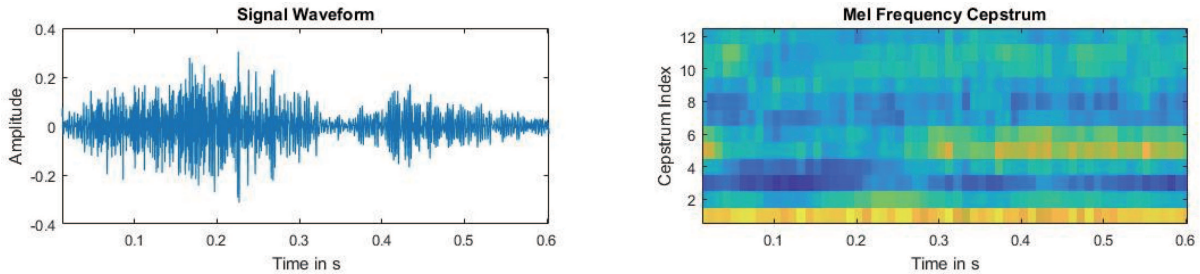 Signal Waveform
0.4
0.2
0
-0.2
-0.4
Amplitude
0.1 0.2 0.3 0.4 0.5 0.6
Time in s
Mel Frequency Cepstrum
12
10
8
6
4
2
Cepstrum Index
0.1 0.2 0.3 0.4 0.5 0.6
Time in s